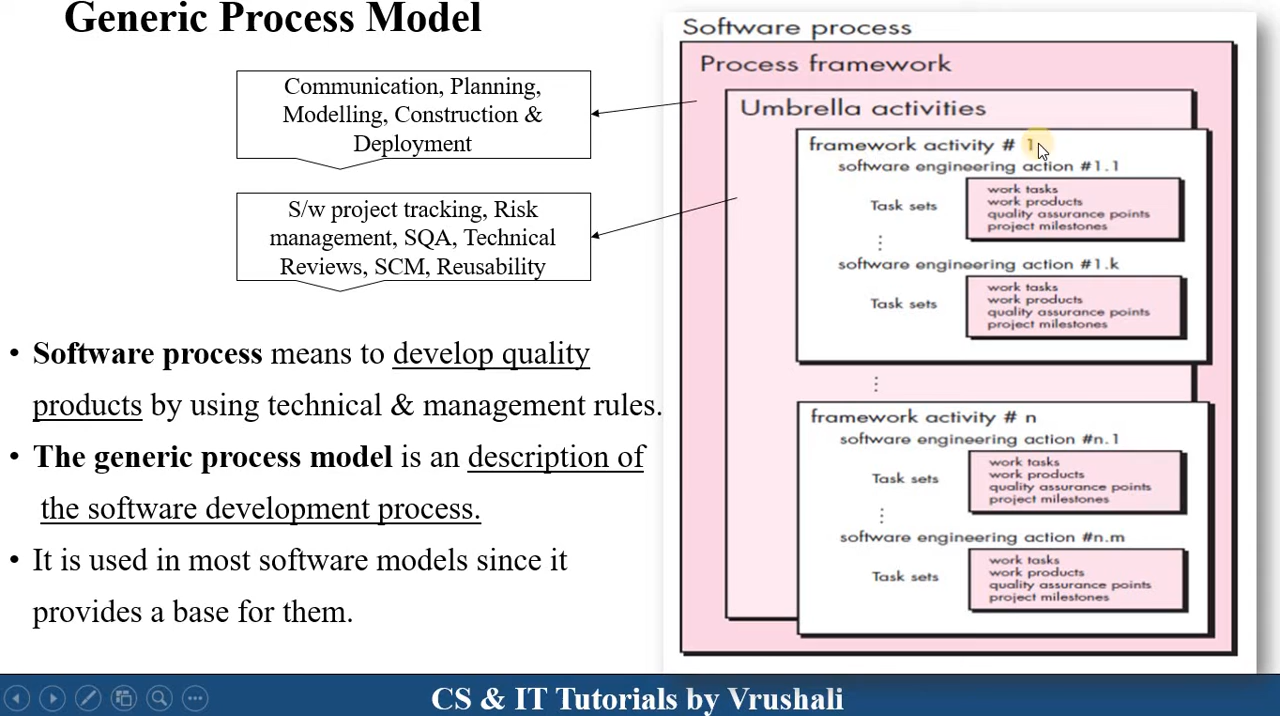 Generic Process Model
Communication, Planning,
Modelling, Construction &
Deployment
S/w project tracking, Risk
management, SQA, Technical
Reviews, SCM, Reusability
• Software process means to develop quality
products by using technical & management rules.
• The generic process model is an description of
the software development process.
• It is used in most software models since it
provides a base for them.
Software process
Process framework
Umbrella activities
framework activity # 1
software engineering action #1.1
Task sets
work tasks
work products
quality assurance points
project milestones
software engineering action #1.k
Task sets
work tasks
work products
quality assurance points
project milestones
framework activity # n
software engineering action #n.1
Task sets
work tasks
work products
quality assurance points
project milestones
software engineering action #n.m
Task sets
work tasks
work products
quality assurance points
project milestones
CS & IT Tutorials by Vrushali